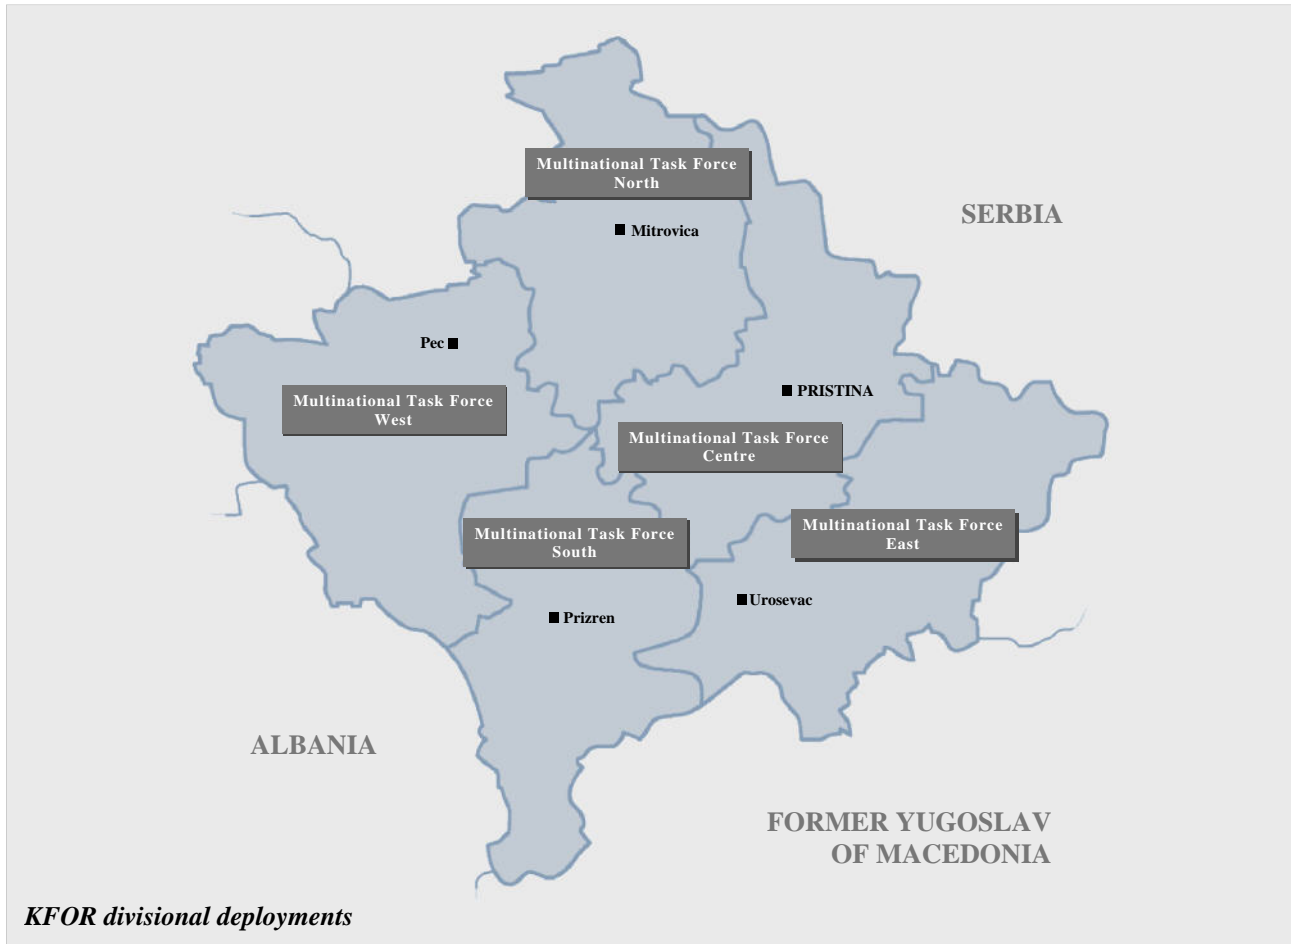 Multinational Task Force
North
SERBIA
Mitrovica
Pec
PRISTINA
Multinational Task Force
West
Multinational Task Force
Centre
Multinational Task Force
South
Multinational Task Force
East
Urosevac
Prizren
ALBANIA
FORMER YUGOSLAV
OF MACEDONIA
KFOR divisional deployments